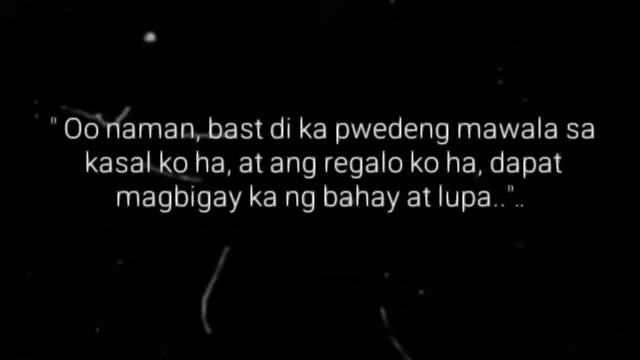 " Oo naman, bast di ka pwedeng mawala sa
kasal ko ha, at ang regalo ko ha, dapat
magbigay ka ng bahay at lupa.."..